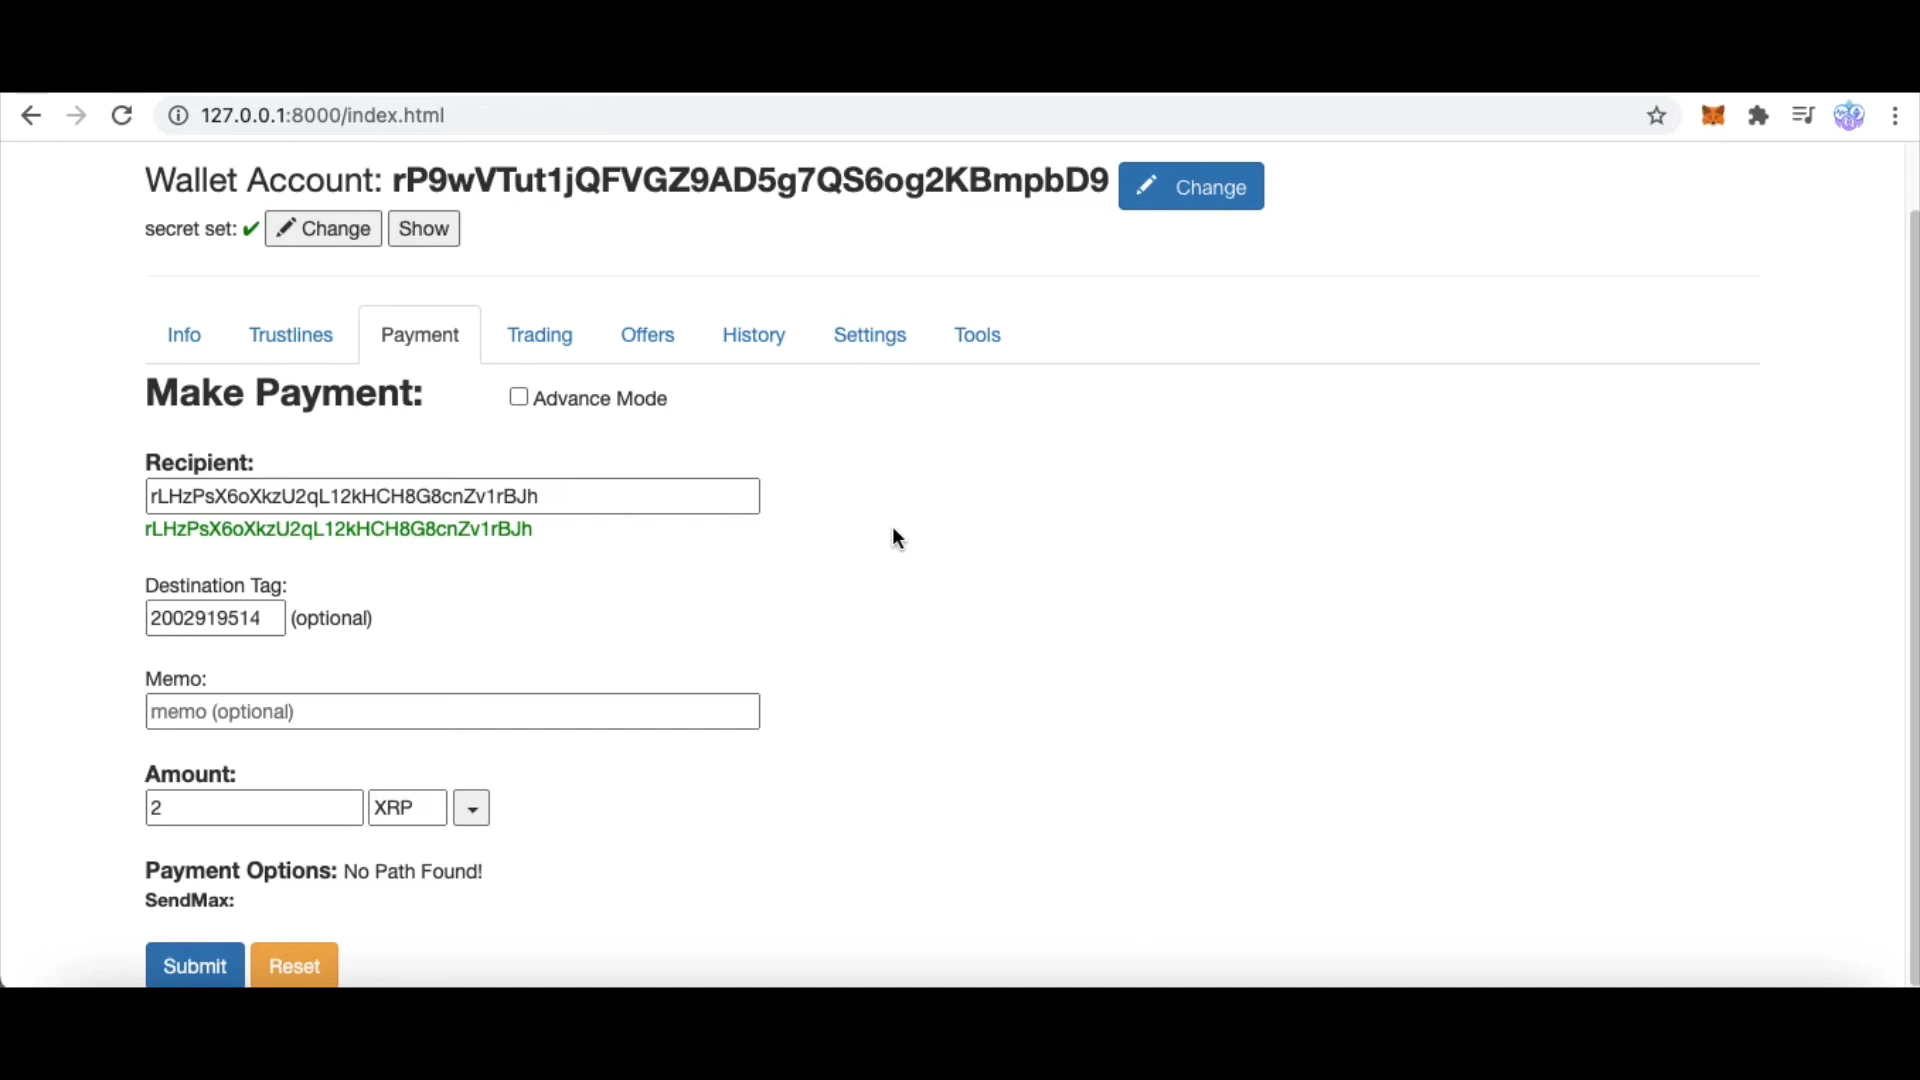 127.0.0.1:8000/index.html
Wallet Account: rP9wVTut1jQFVGZ9AD5g7QS6og2KBmpbD9 Change
secret set: ✔ Change Show
Info Trustlines Payment Trading Offers History Settings Tools
Make Payment: Advance Mode
Recipient:
rLHzPsX6oXkzU2qL12kHCH8G8cnZv1rBJh
rLHzPsX6oXkzU2qL12kHCH8G8cnZv1rBJh
Destination Tag:
2002919514 (optional)
Memo:
memo (optional)
Amount:
2 XRP
Payment Options: No Path Found!
SendMax:
Submit Reset